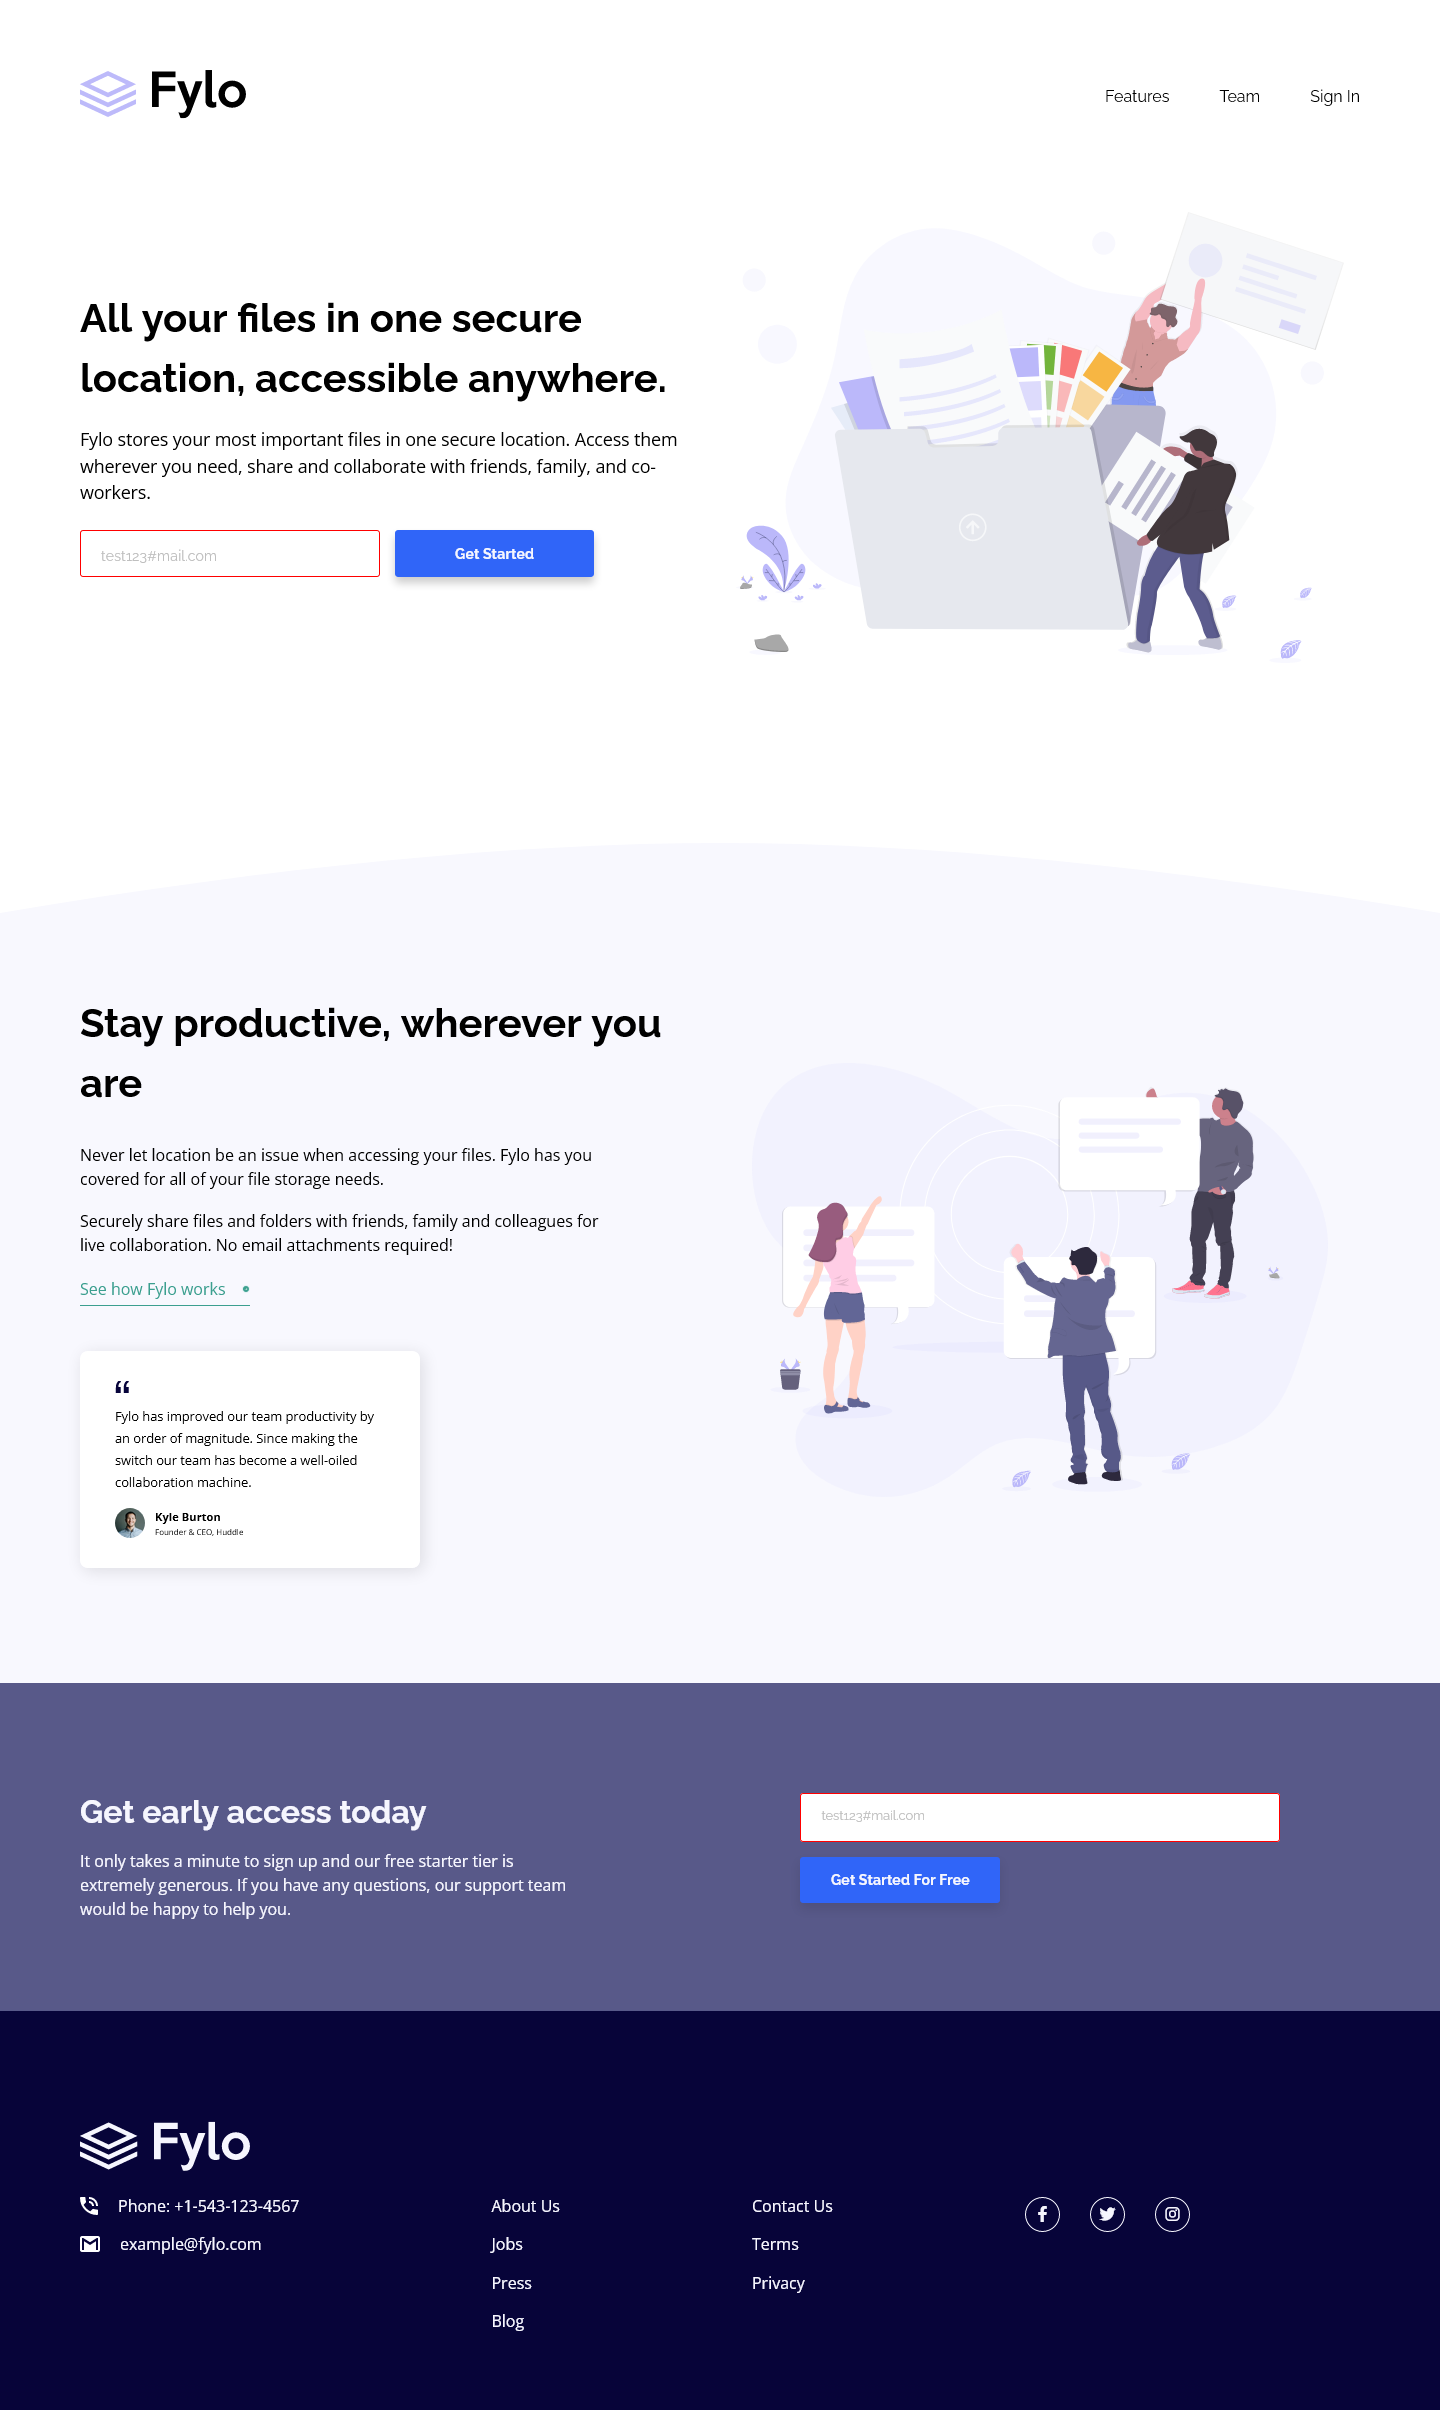 Fylo
Features
Team
Sign In
All your files in one secure
location, accessible anywhere.
Fylo stores your most important files in one secure location. Access them
wherever you need, share and collaborate with friends, family, and co-
workers.
test123#mail.com
Get Started
Stay productive, wherever you
are
Never let location be an issue when accessing your files. Fylo has you
covered for all of your file storage needs.
Securely share files and folders with friends, family and colleagues for
live collaboration. No email attachments required!
See how Fylo works
“
Fylo has improved our team productivity by
an order of magnitude. Since making the
switch our team has become a well-oiled
collaboration machine.
Kyle Burton
Founder & CEO, Huddle
Get early access today
It only takes a minute to sign up and our free starter tier is
extremely generous. If you have any questions, our support team
would be happy to help you.
test123#mail.com
Get Started For Free
Fylo
Phone: +1-543-123-4567
example@fylo.com
About Us
Jobs
Press
Blog
Contact Us
Terms
Privacy